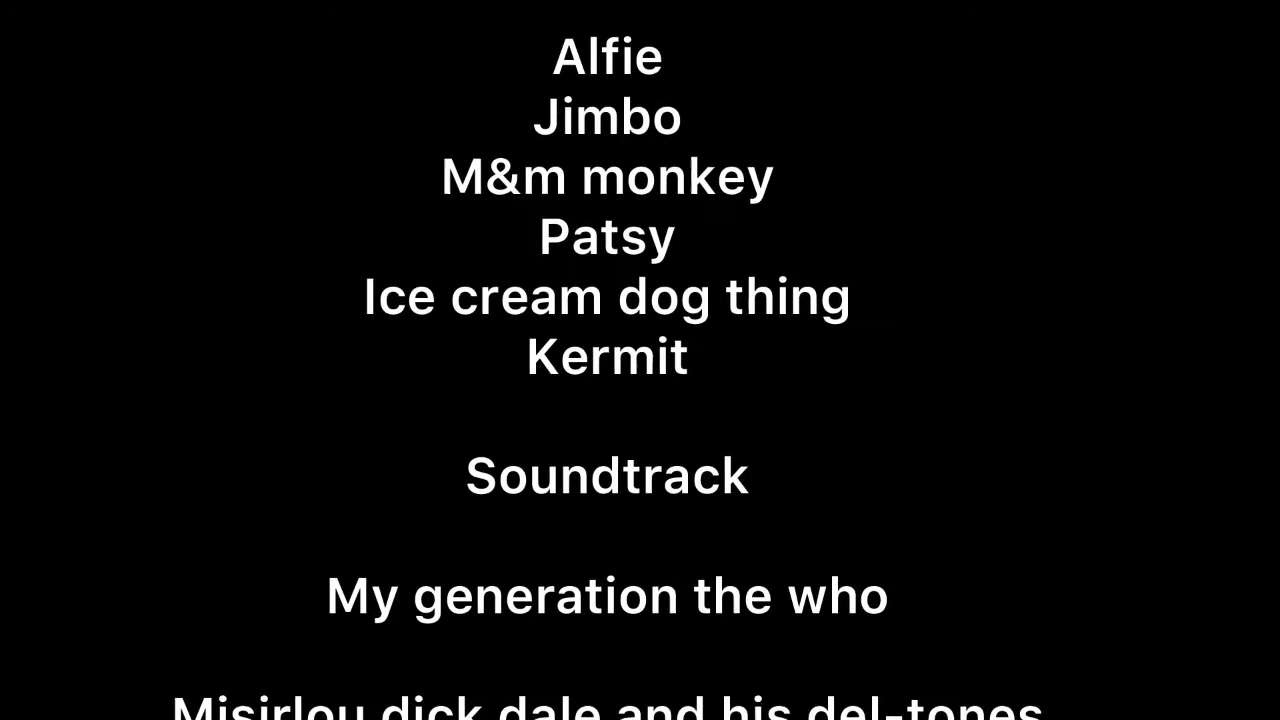 Alfie
Jimbo
M&m monkey
Patsy
Ice cream dog thing
Kermit
Soundtrack
My generation the who
Misirlou dick dale and his del-tones